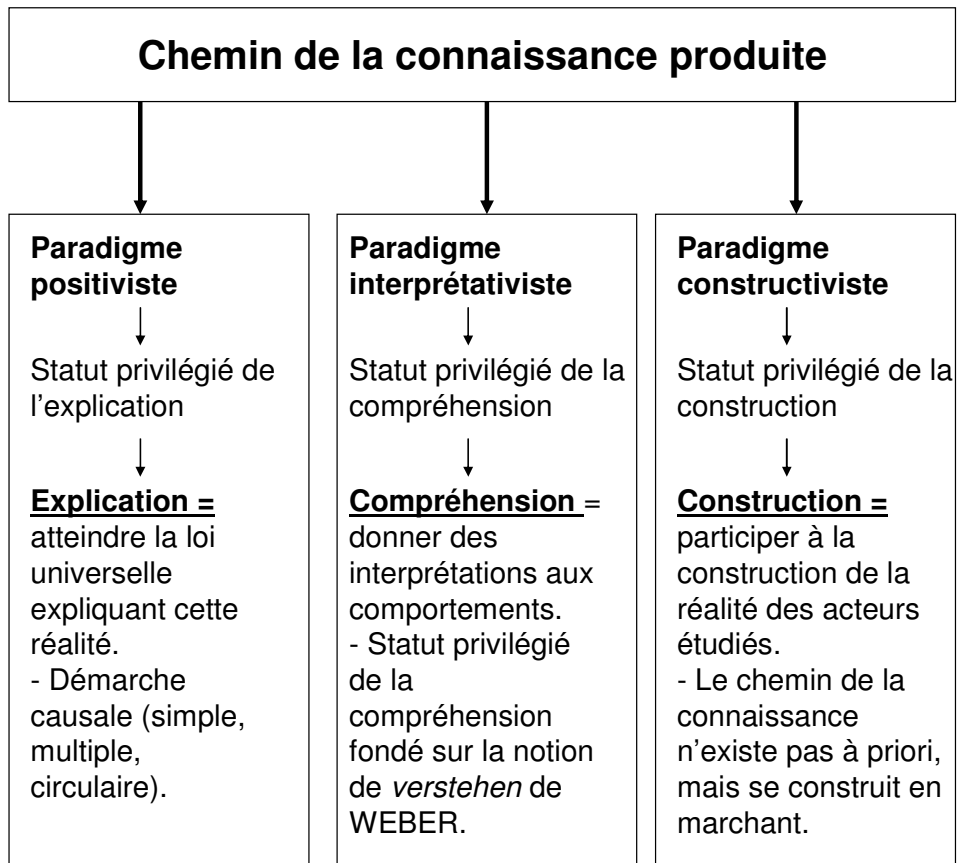 Chemin de la connaissance produite
Paradigme
positiviste
Statut privilégié de
l’explication
Explication =
atteindre la loi
universelle
expliquant cette
réalité.
- Démarche
causale (simple,
multiple,
circulaire).
Paradigme
interprétativiste
Statut privilégié de la
compréhension
Compréhension =
donner des
interprétations aux
comportements.
- Statut privilégié
de la
compréhension
fondé sur la notion
de verstehen de
WEBER.
Paradigme
constructiviste
Statut privilégié de la
construction
Construction =
participer à la
construction de la
réalité des acteurs
étudiés.
- Le chemin de la
connaissance
n’existe pas à priori,
mais se construit en
marchant.